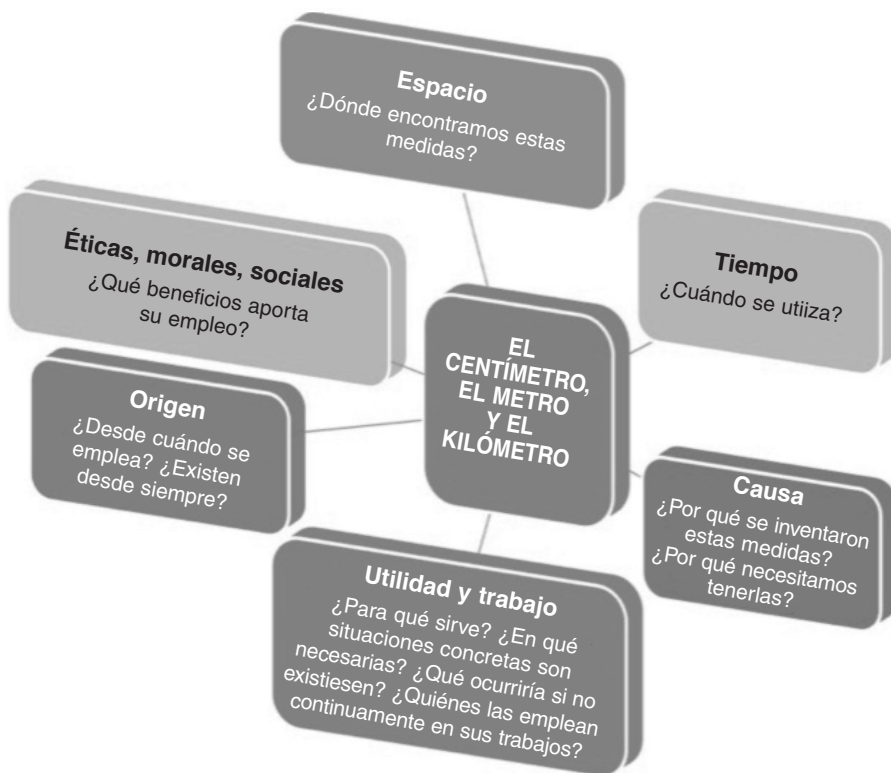 Espacio
¿Dónde encontramos estas
medidas?
Éticas, morales, sociales
¿Qué beneficios aporta
su empleo?
Tiempo
¿Cuándo se utiiza?
EL
CENTÍMETRO,
EL METRO
Y EL
KILÓMETRO
Origen
¿Desde cuándo se
emplea? ¿Existen
desde siempre?
Causa
¿Por qué se inventaron
estas medidas?
¿Por qué necesitamos
tenerlas?
Utilidad y trabajo
¿Para qué sirve? ¿En qué
situaciones concretas son
necesarias? ¿Qué ocurriría si no
existiesen? ¿Quiénes las emplean
continuamente en sus trabajos?